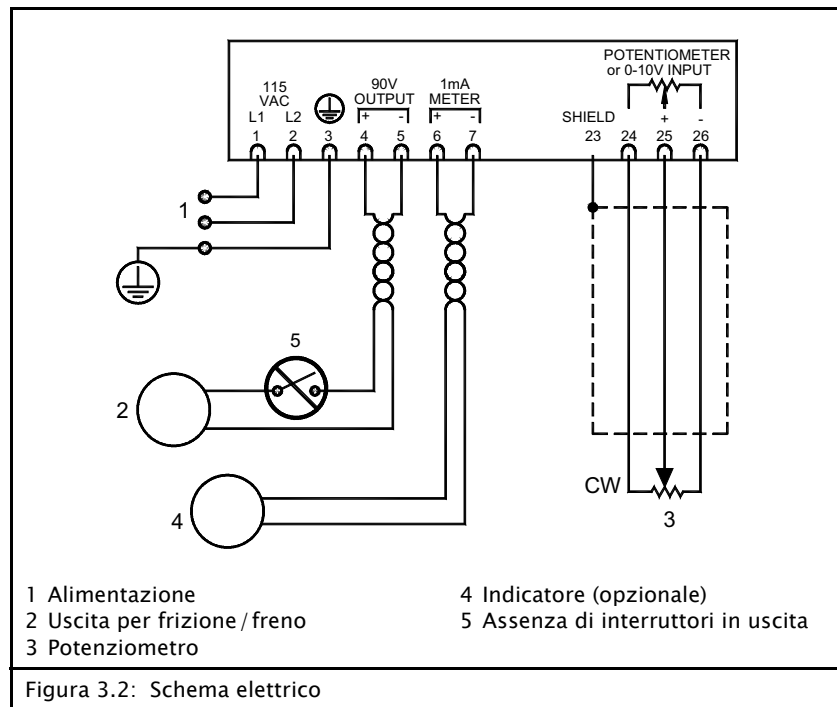 POTENTIOMETER
or 0-10V INPUT
115
VAC
90V
OUTPUT
1mA
METER
L1 L2 + - + - SHIELD + -
1 2 3 4 5 6 7 23 24 25 26
1
5
2
4
CW
3
1 Alimentazione
2 Uscita per frizione / freno
3 Potenziometro
4 Indicatore (opzionale)
5 Assenza di interruttori in uscita
Figura 3.2: Schema elettrico